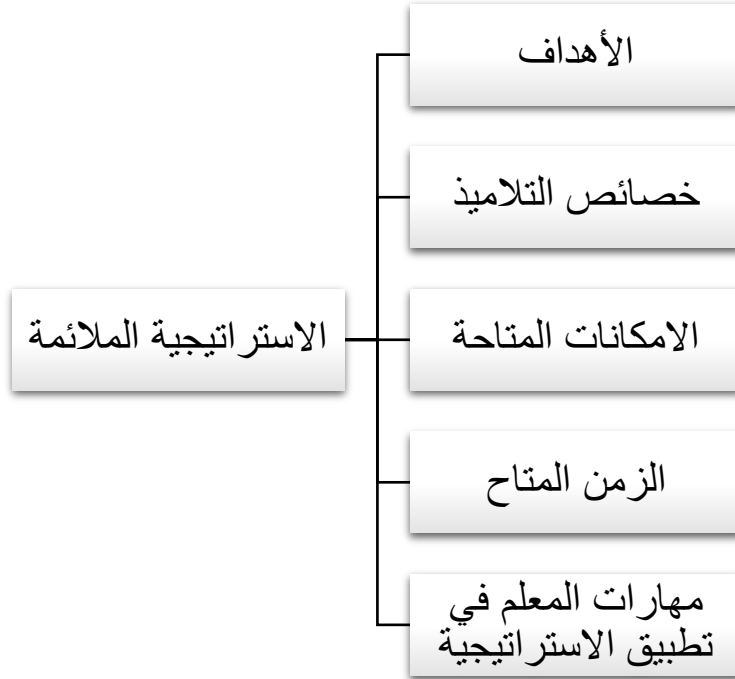 الأهداف
خصائص التلاميذ
الاستراتيجية الملائمة
الامكانات المتاحة
الزمن المتاح
مهارات المعلم في
تطبيق الاستراتيجية